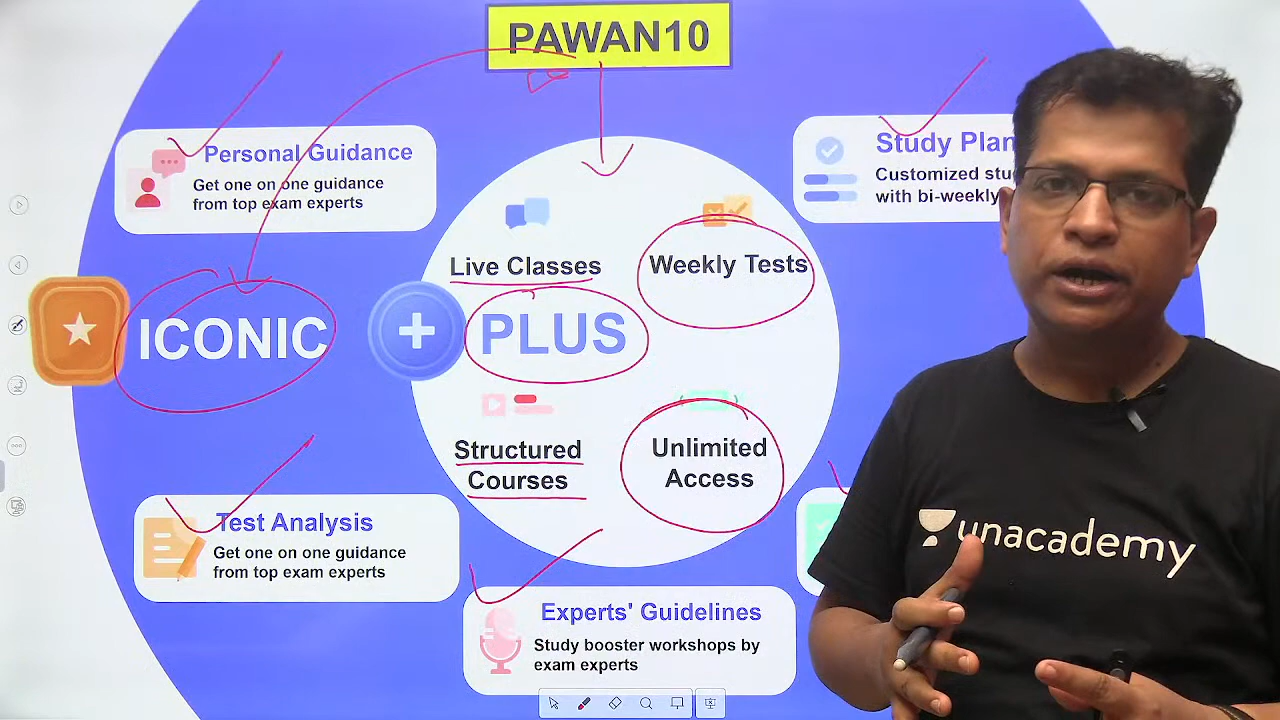 PAWAN10
Personal Guidance
Get one on one guidance
from top exam experts
Study Plan
Customized
with bi-weekly
Live Classes
Weekly Tests
ICONIC
+ PLUS
Structured
Courses
Unlimited
Access
Test Analysis
Get one on one guidance
from top exam experts
Experts' Guidelines
Study booster workshops by
exam experts
unacademy